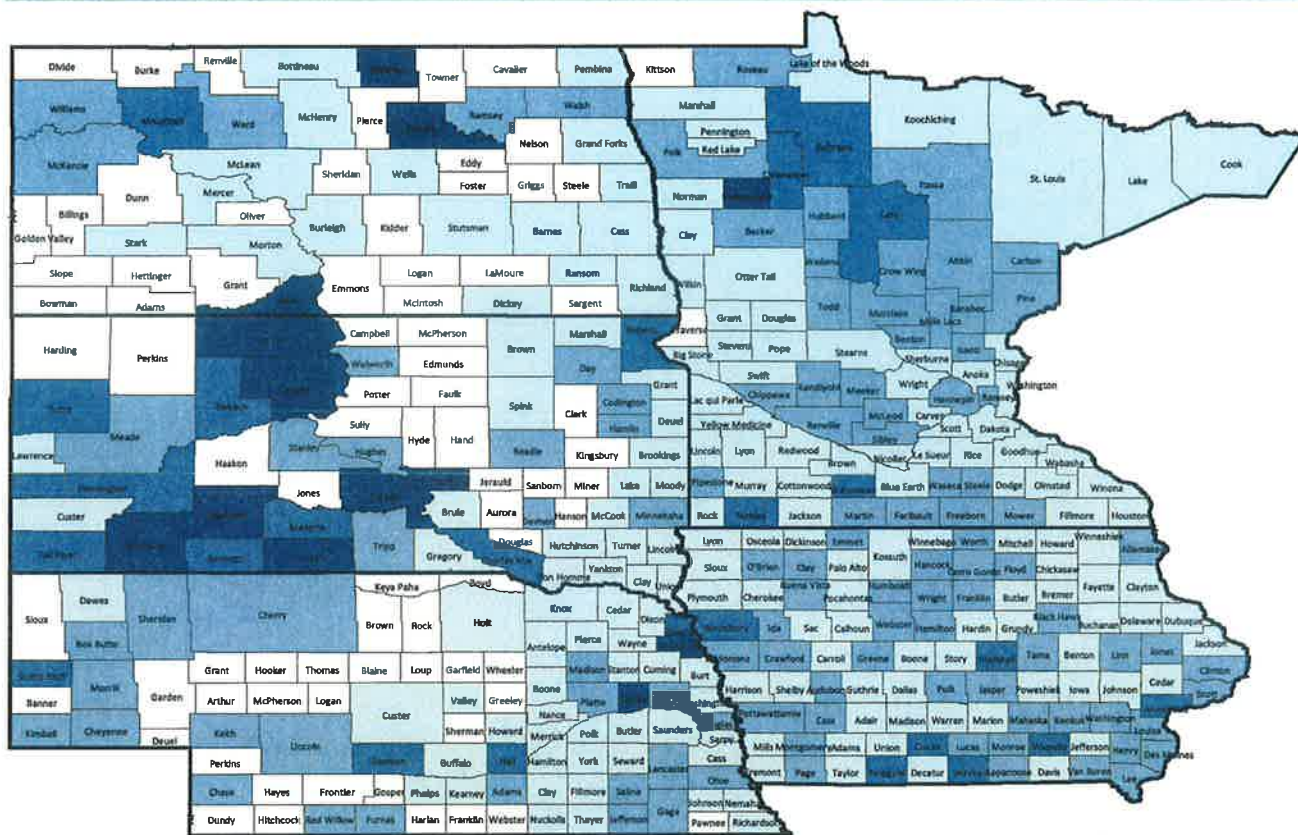 Divide
Burke
Renville
Bottineau
Towner
Cavalier
Pembina
Williams
Mountrail
Ward
McHenry
Pierce
Ramsey
Walsh
McKenzie
McLean
Sheridan
Wells
Eddy
Foster
Nelson
Grand Forks
Griggs
Steele
Traill
Dunn
Mercer
Oliver
Billings
Golden Valley
Stark
Morton
Burleigh
Kidder
Stutsman
Barnes
Cass
Slope
Hettinger
Grant
Emmons
Logan
LaMoure
Ransom
Richland
Bowman
Adams
McIntosh
Dickey
Sargent
Kittson
Roseau
Lake of the Woods
Marshall
Koochiching
Pennington
Polk
Red Lake
Beltrami
St. Louis
Lake
Cook
Norman
Itasca
Clay
Becker
Hubbard
Cass
Wadena
Crow Wing
Aitkin
Carlton
Wilkin
Otter Tail
Todd
Morrison
Mille Lacs
Kanabec
Pine
Grant
Douglas
Traverse
Stevens
Pope
Stearns
Benton
Isanti
Big Stone
Swift
Sherburne
Chisago
Anoka
Washington
Lac qui Parle
Chippewa
Kandiyohi
Meeker
Wright
Hennepin
Ramsey
Yellow Medicine
Renville
McLeod
Carver
Scott
Dakota
Sibley
Lincoln
Lyon
Redwood
Brown
Nicollet
Le Sueur
Rice
Goodhue
Wabasha
Pipestone
Murray
Cottonwood
Watonwan
Blue Earth
Waseca
Steele
Dodge
Olmsted
Winona
Rock
Nobles
Jackson
Martin
Faribault
Freeborn
Mower
Fillmore
Houston
Harding
Perkins
Campbell
McPherson
Brown
Marshall
Walworth
Edmunds
Day
Grant
Potter
Faulk
Spink
Clark
Codington
Hamlin
Deuel
Butte
Meade
Sully
Hyde
Hand
Beadle
Kingsbury
Brookings
Lawrence
Haakon
Stanley
Hughes
Pennington
Jones
Jerauld
Sanborn
Miner
Lake
Moody
Custer
Brule
Aurora
Hanson
McCook
Minnehaha
Tripp
Gregory
Douglas
Hutchinson
Turner
Lincoln
Yankton
Clay
Union
Lyon
Osceola
Dickinson
Emmet
Kossuth
Winnebago
Worth
Mitchell
Howard
Winneshiek
Allamakee
Sioux
O'Brien
Clay
Palo Alto
Hancock
Cerro Gordo
Floyd
Chickasaw
Plymouth
Cherokee
Buena Vista
Pocahontas
Humboldt
Wright
Franklin
Butler
Bremer
Fayette
Clayton
Woodbury
Ida
Sac
Calhoun
Webster
Hamilton
Hardin
Grundy
Black Hawk
Buchanan
Delaware
Dubuque
Monona
Crawford
Carroll
Greene
Boone
Story
Marshall
Tama
Benton
Linn
Jones
Jackson
Harrison
Shelby
Audubon
Guthrie
Dallas
Polk
Jasper
Poweshiek
Iowa
Johnson
Cedar
Clinton
Scott
Pottawattamie
Cass
Adair
Madison
Warren
Marion
Mahaska
Keokuk
Washington
Louisa
Mills
Montgomery
Adams
Union
Clarke
Lucas
Monroe
Wapello
Jefferson
Henry
Des Moines
Fremont
Page
Taylor
Decatur
Wayne
Appanoose
Davis
Van Buren
Lee
Sioux
Dawes
Sheridan
Cherry
Keya Paha
Boyd
Brown
Rock
Holt
Knox
Cedar
Dixon
Box Butte
Antelope
Pierce
Wayne
Scotts Bluff
Morrill
Garden
Grant
Hooker
Thomas
Blaine
Loup
Garfield
Wheeler
Madison
Stanton
Cuming
Burt
Banner
Arthur
McPherson
Logan
Custer
Valley
Greeley
Boone
Platte
Kimball
Cheyenne
Deuel
Keith
Lincoln
Sherman
Howard
Nance
Merrick
Polk
Butler
Saunders
Sarpy
Perkins
Dawson
Buffalo
Hall
Hamilton
York
Seward
Lancaster
Cass
Otoe
Chase
Hayes
Frontier
Gosper
Phelps
Kearney
Adams
Clay
Fillmore
Saline
Gage
Johnson
Nemaha
Dundy
Hitchcock
Red Willow
Furnas
Harlan
Franklin
Webster
Nuckolls
Thayer
Jefferson
Pawnee
Richardson